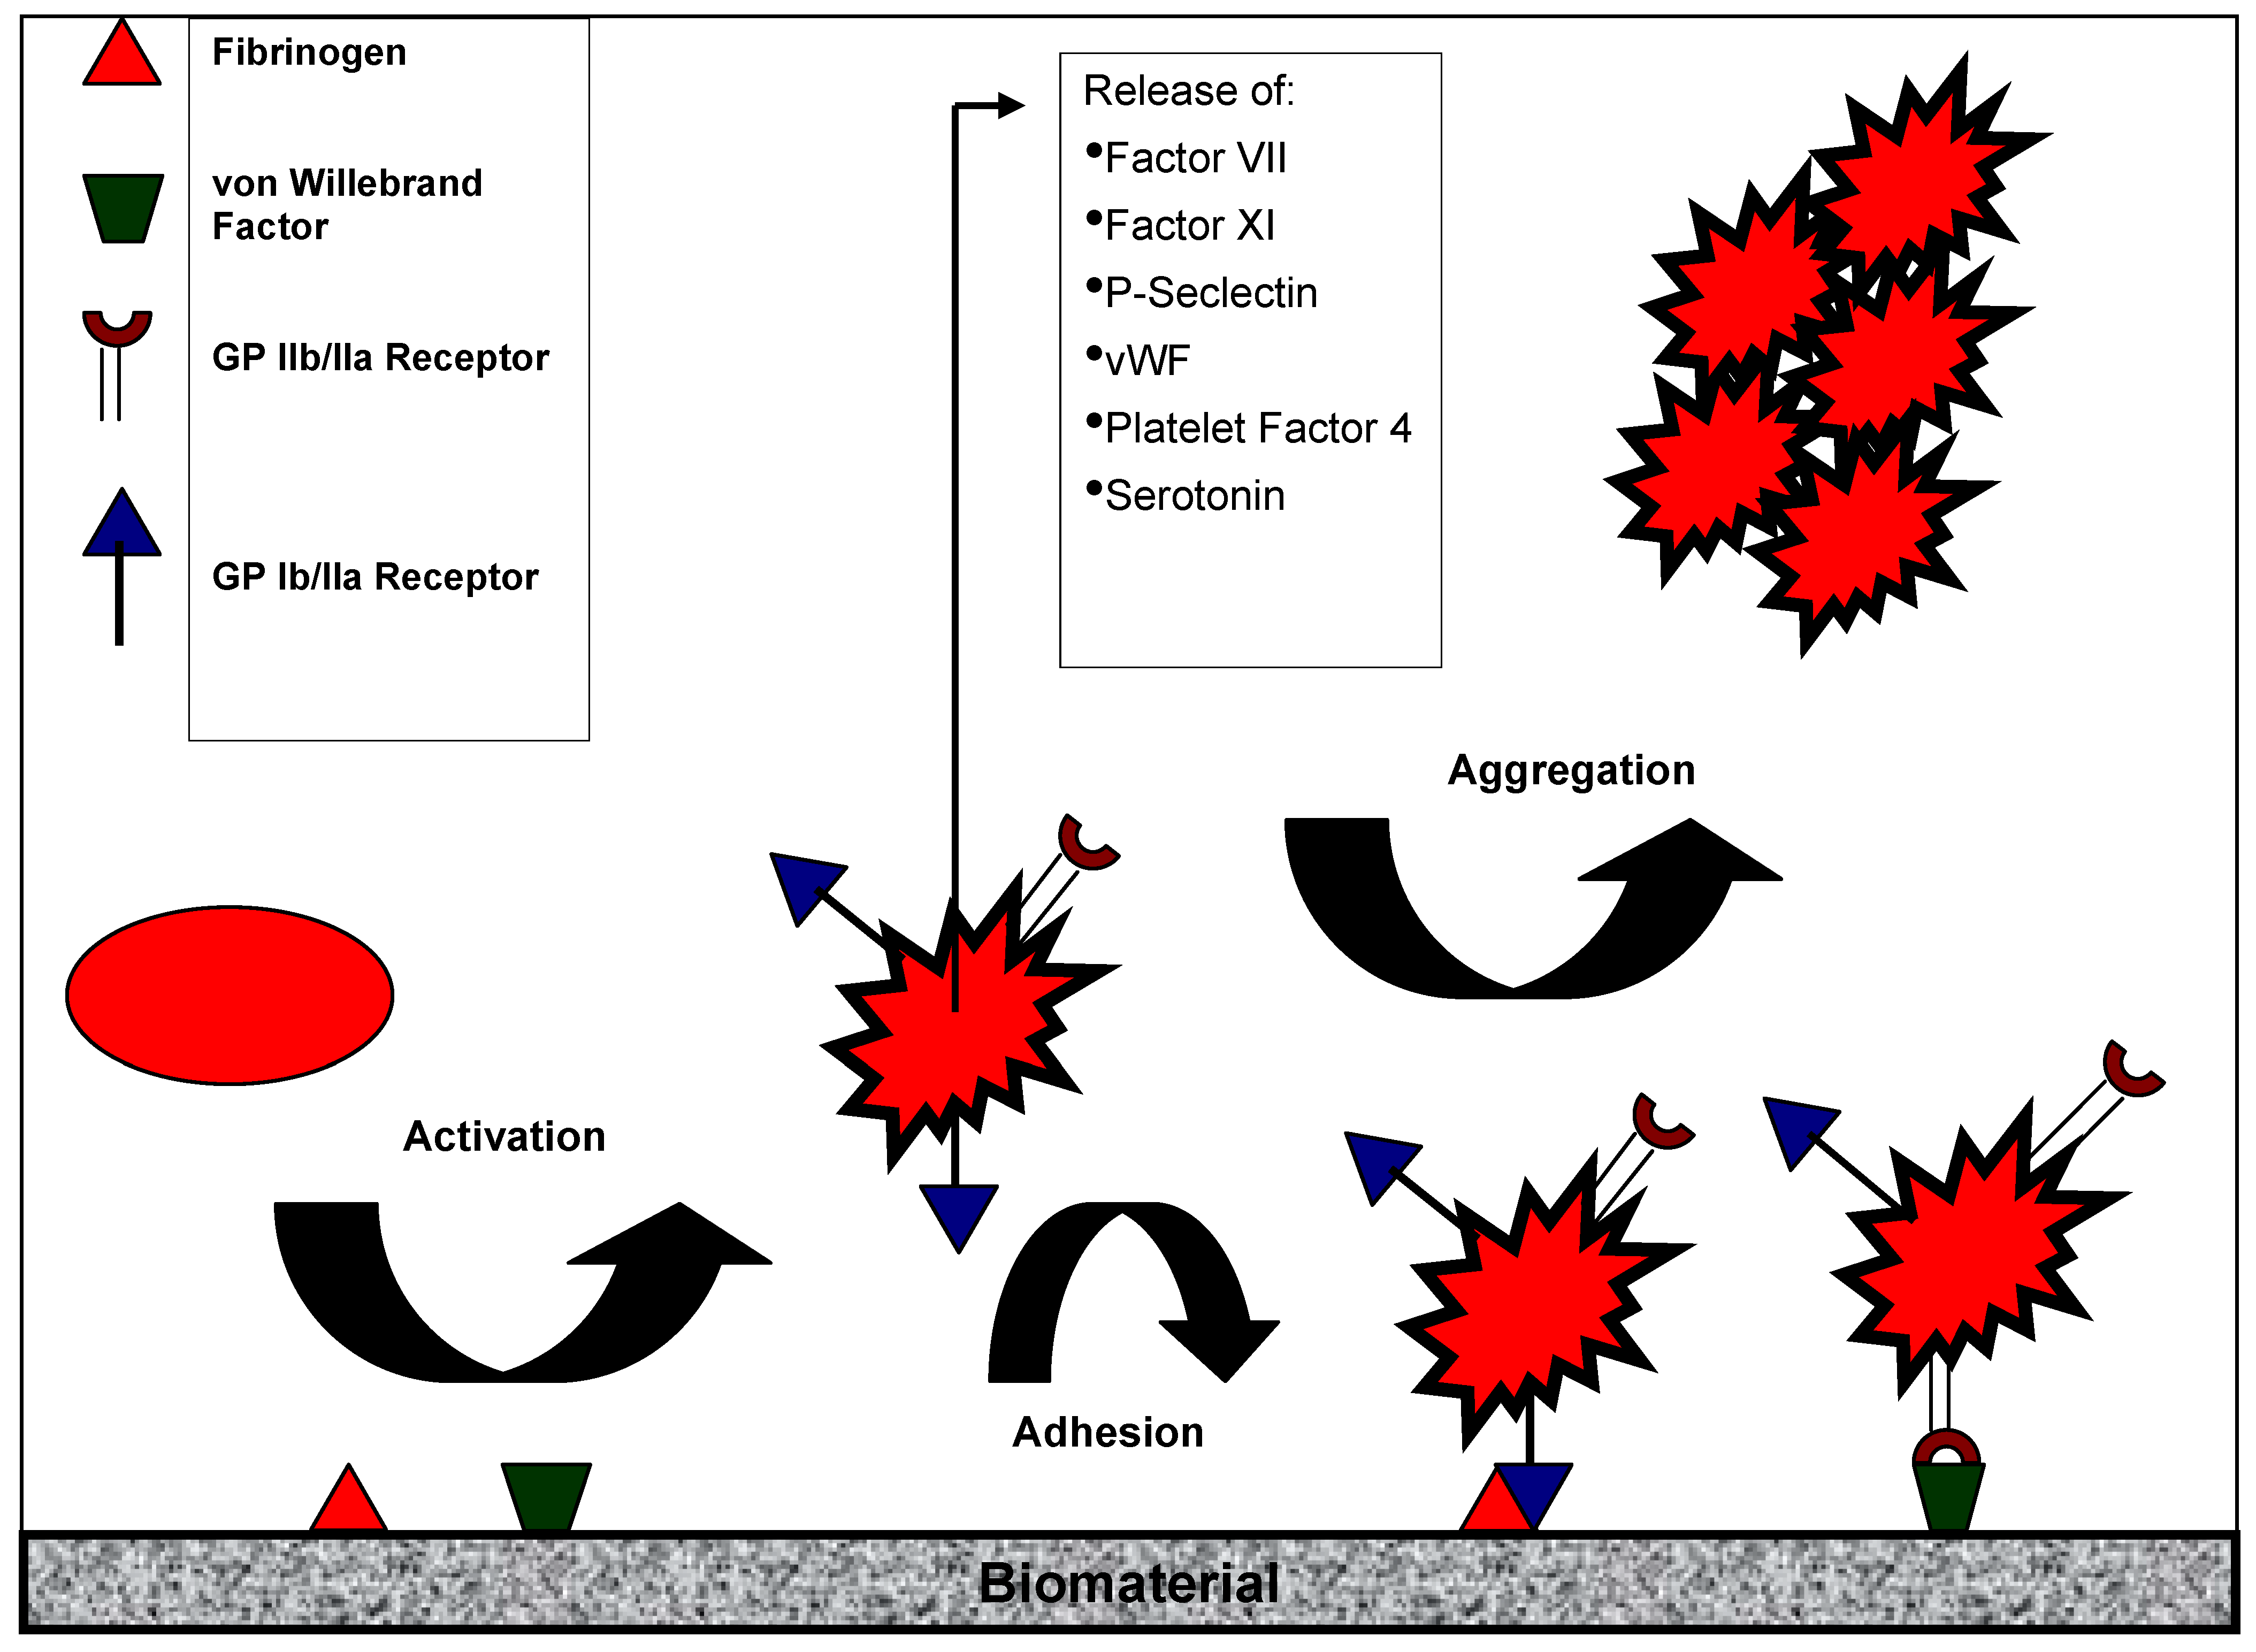 Fibrinogen
von Willebrand
Factor
GP IIb/IIa Receptor
GP Ib/IIa Receptor
Release of:
•Factor VII
•Factor XI
•P-Seclectin
•vWF
•Platelet Factor 4
•Serotonin
Aggregation
Activation
Adhesion
Biomaterial